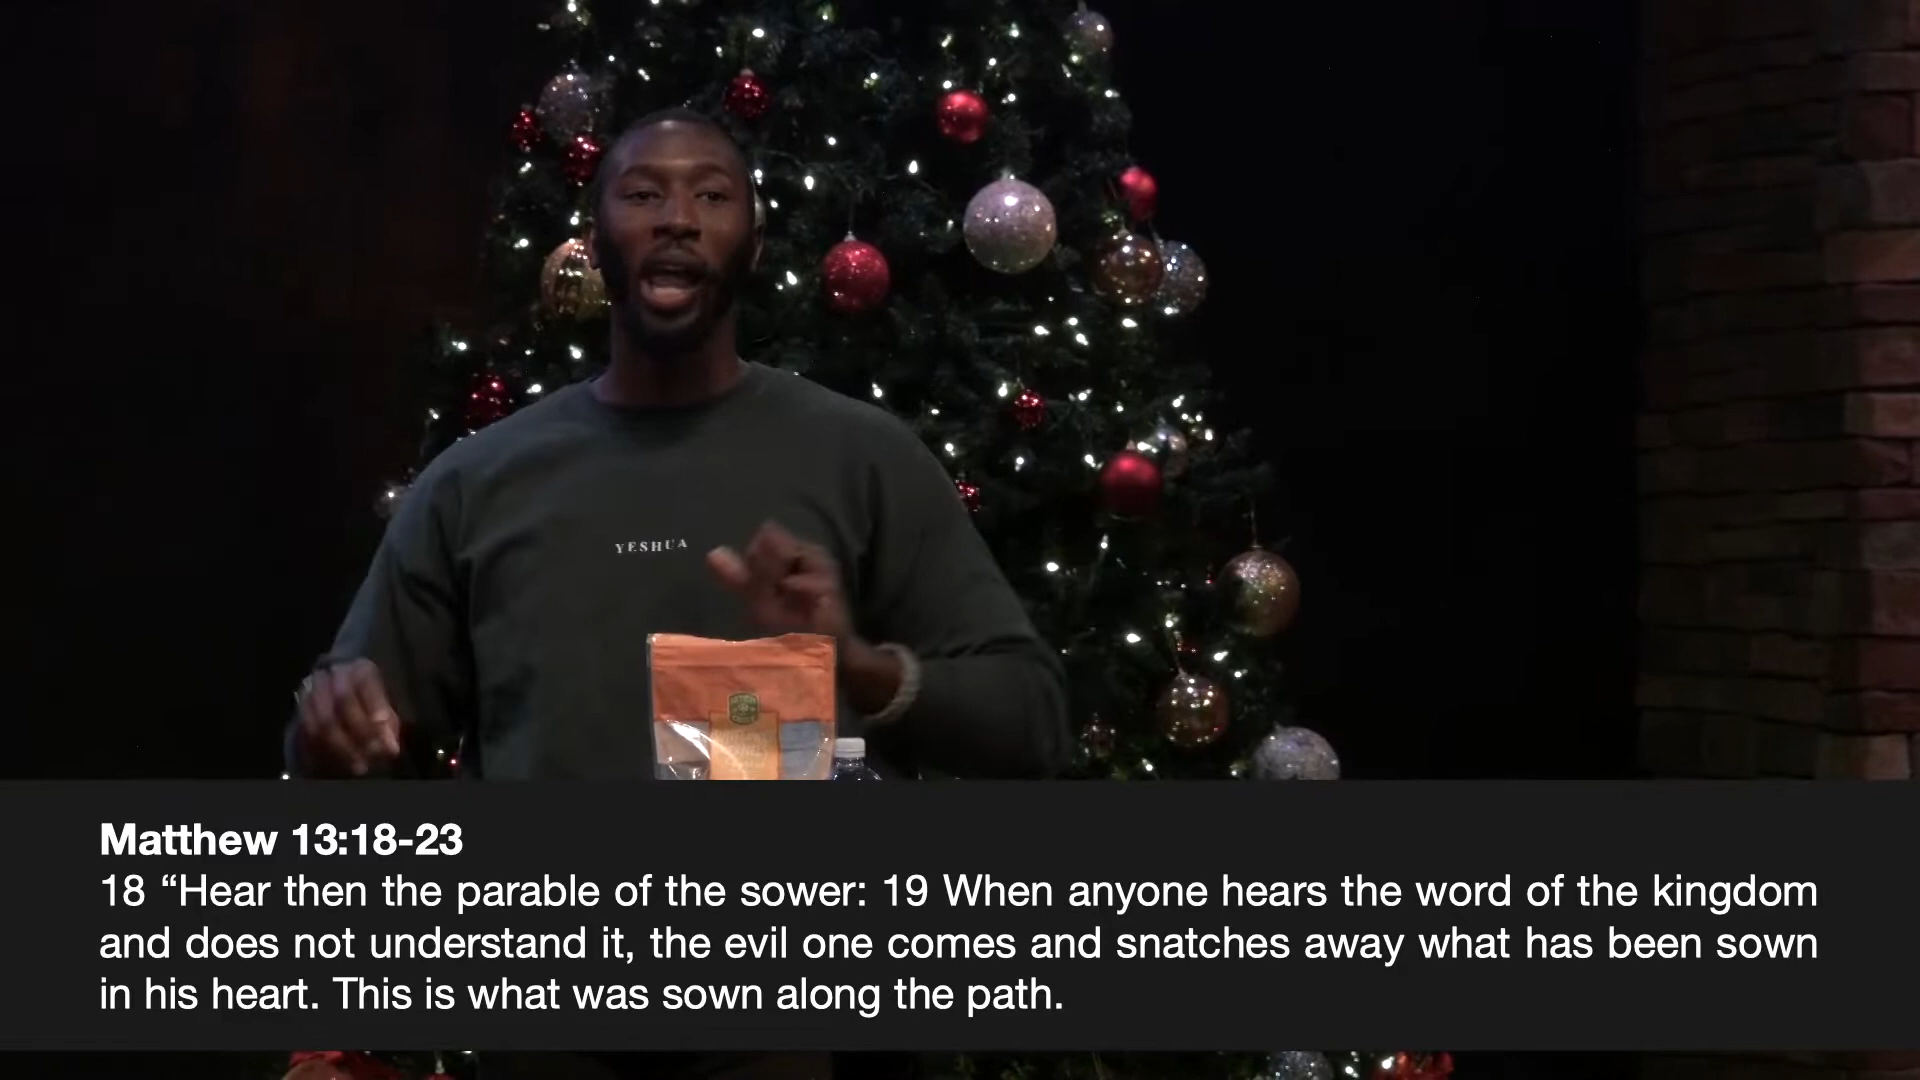 YESHUA
Matthew 13:18-23
18 “Hear then the parable of the sower: 19 When anyone hears the word of the kingdom
and does not understand it, the evil one comes and snatches away what has been sown
in his heart. This is what was sown along the path.